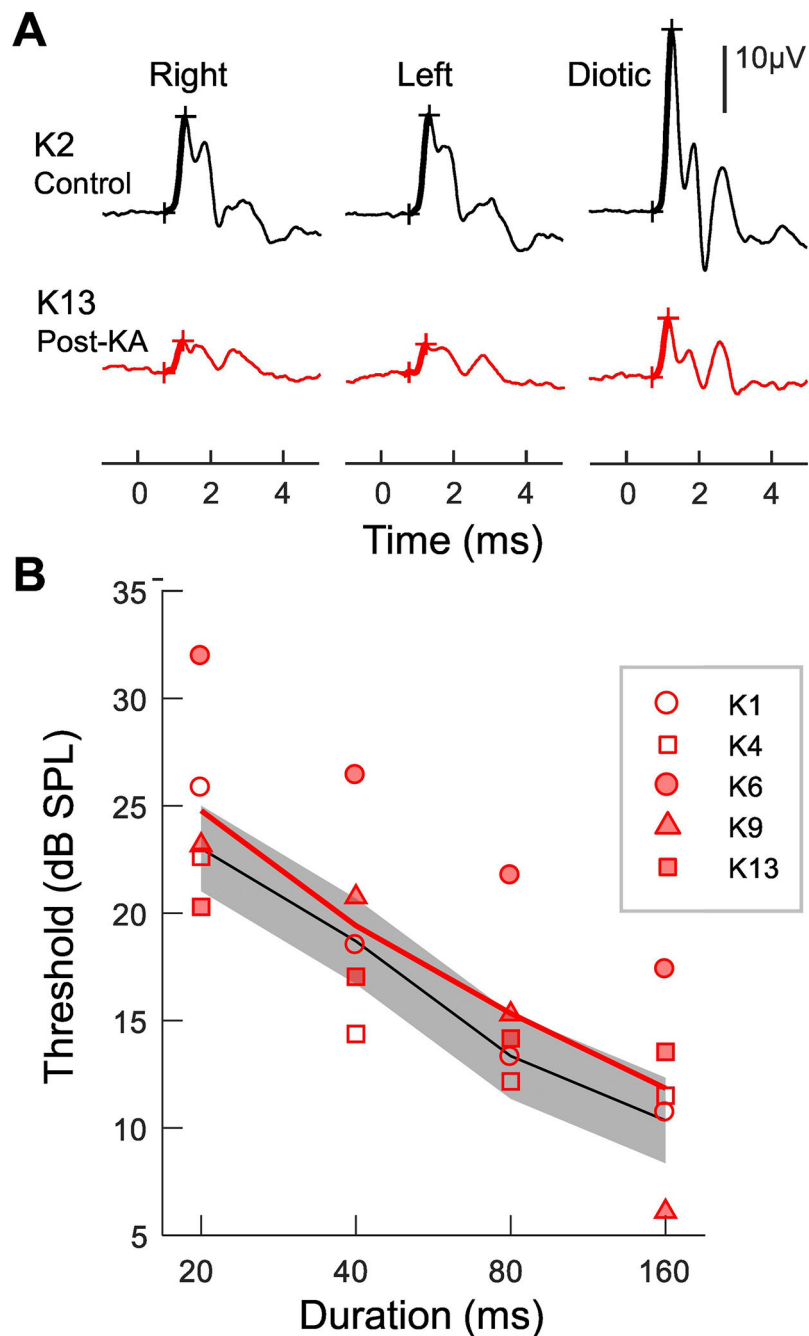 A
Right Left Diotic 10µV
K2
Control
K13
Post-KA
0 2 4 0 2 4 0 2 4
Time (ms)
B
35
30
25
20
15
10
5
Threshold (dB SPL)
K1
K4
K6
K9
K13
20 40 80 160
Duration (ms)